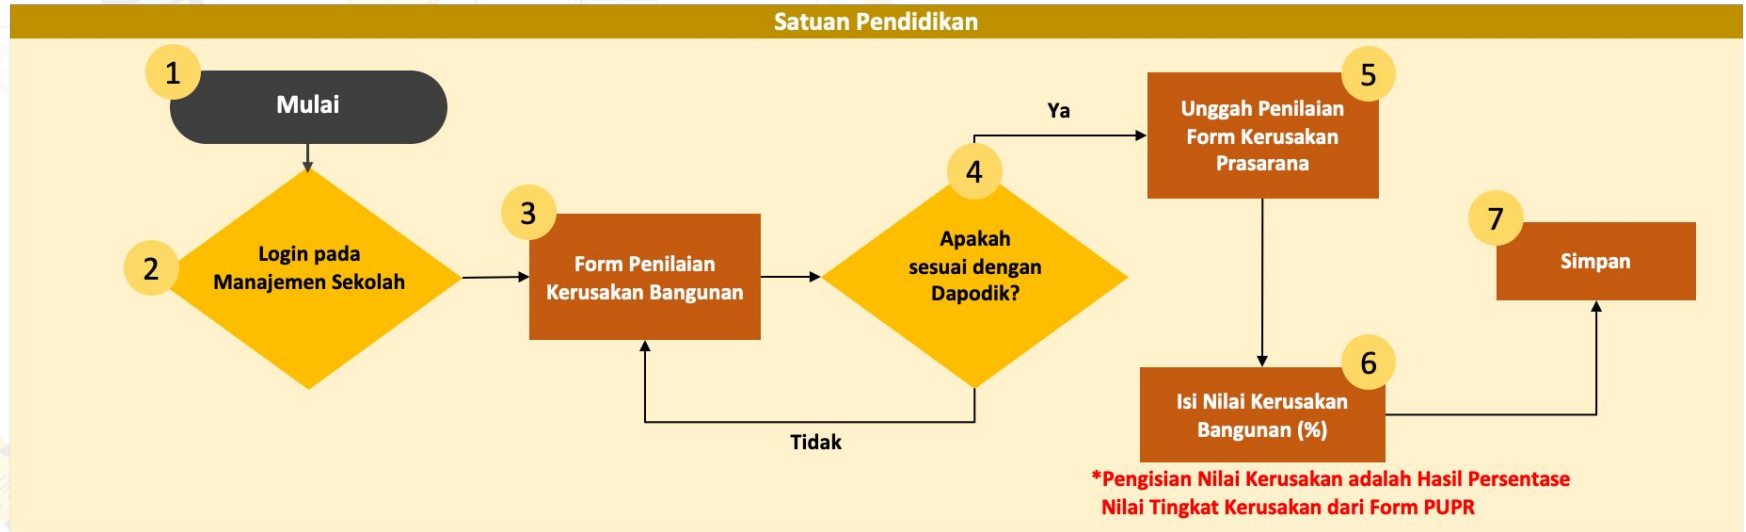 Satuan Pendidikan
1
Mulai
2
Login pada
Manajemen Sekolah
3
Form Penilaian
Kerusakan Bangunan
4
Apakah
sesuai dengan
Dapodik?
Ya
Tidak
5
Unggah Penilaian
Form Kerusakan
Prasarana
6
Isi Nilai Kerusakan
Bangunan (%)
*Pengisian Nilai Kerusakan adalah Hasil Persentase
Nilai Tingkat Kerusakan dari Form PUPR
7
Simpan